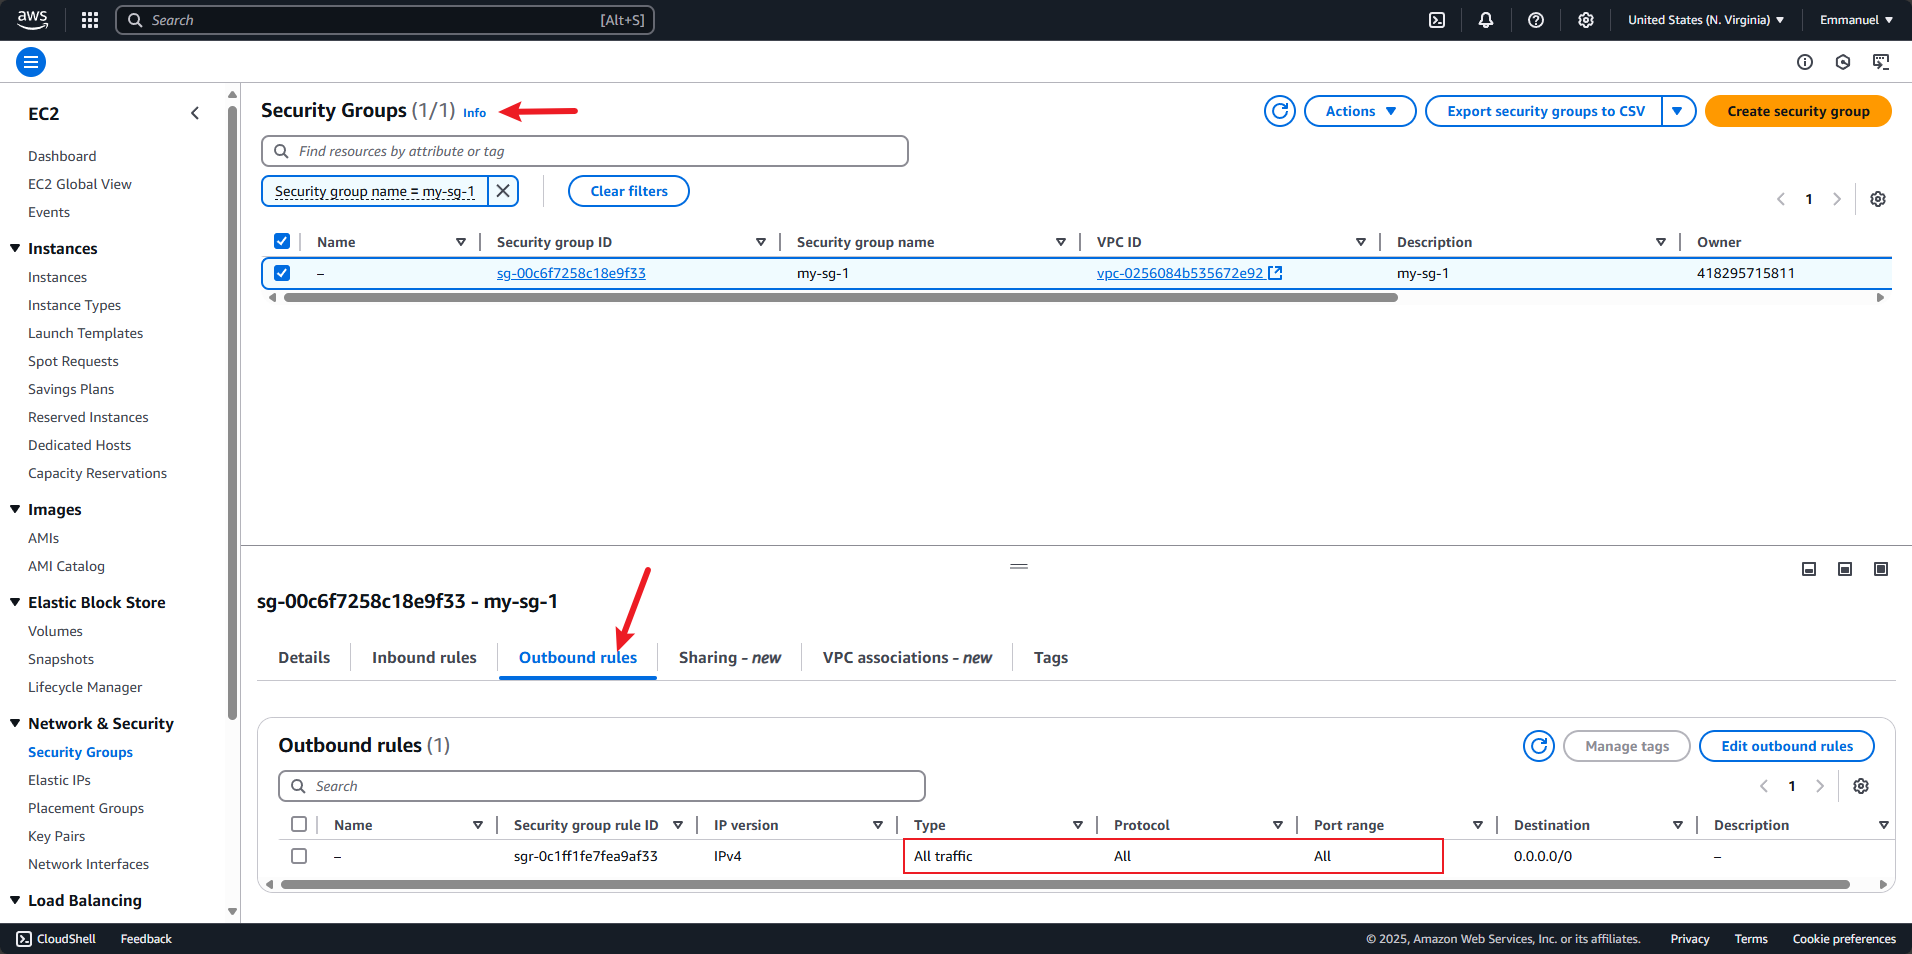 aws
Search [Alt+S]
United States (N. Virginia)
Emmanuel
EC2
Dashboard
EC2 Global View
Events
Instances
Instances
Instance Types
Launch Templates
Spot Requests
Savings Plans
Reserved Instances
Dedicated Hosts
Capacity Reservations
Images
AMIs
AMI Catalog
Elastic Block Store
Volumes
Snapshots
Lifecycle Manager
Network & Security
Security Groups
Elastic IPs
Placement Groups
Key Pairs
Network Interfaces
Load Balancing
Security Groups (1/1) Info
Actions
Export security groups to CSV
Create security group
Find resources by attribute or tag
Security group name = my-sg-1
Clear filters
1
Name Security group ID Security group name VPC ID Description Owner
– sg-00c6f7258c18e9f33 my-sg-1 vpc-0256084b535672e92 my-sg-1 418295715811
sg-00c6f7258c18e9f33 - my-sg-1
Details Inbound rules Outbound rules Sharing - new VPC associations - new Tags
Outbound rules (1)
Manage tags
Edit outbound rules
Search
1
Name Security group rule ID IP version Type Protocol Port range Destination Description
– sgr-0c1ff1fe7fea9af33 IPv4 All traffic All All 0.0.0.0/0 –
CloudShell Feedback
© 2025, Amazon Web Services, Inc. or its affiliates. Privacy Terms Cookie preferences